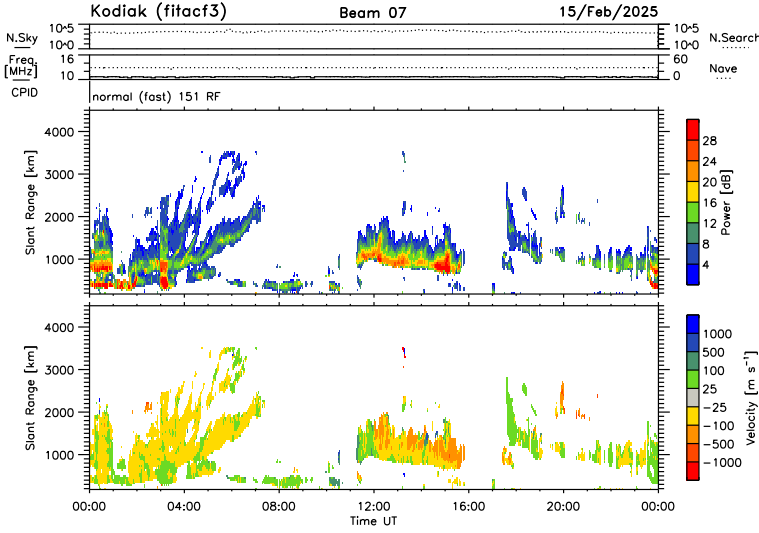 Kodiak (fitacf3) Beam 07 15/Feb/2025
N.Sky 10^5 10^0 10^5 10^0 N.Search
Freq. [MHz] 16 10 60 0 Nave
CPID normal (fast) 151 RF
Slant Range [km] 4000 3000 2000 1000
Power [dB] 28 24 20 16 12 8 4
Slant Range [km] 4000 3000 2000 1000
Velocity [m s⁻¹] 1000 500 100 25 −25 −100 −500 −1000
00:00 04:00 08:00 12:00 16:00 20:00 00:00
Time UT